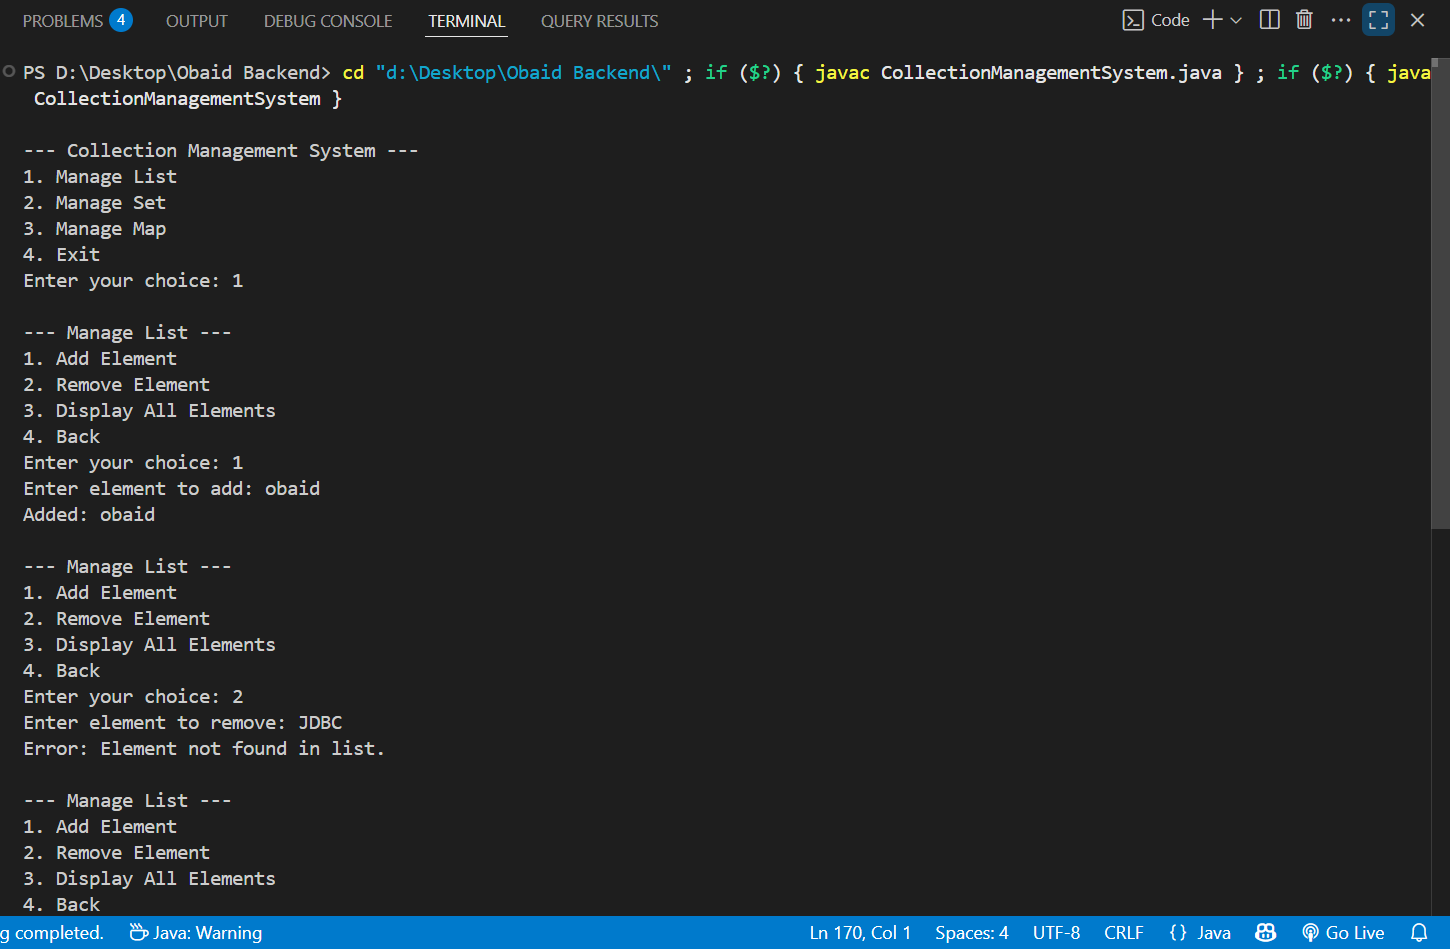 PROBLEMS 4 OUTPUT DEBUG CONSOLE TERMINAL QUERY RESULTS Code
PS D:\Desktop\Obaid Backend> cd "d:\Desktop\Obaid Backend\" ; if ($?) { javac CollectionManagementSystem.java } ; if ($?) { java
CollectionManagementSystem }
--- Collection Management System ---
1. Manage List
2. Manage Set
3. Manage Map
4. Exit
Enter your choice: 1
--- Manage List ---
1. Add Element
2. Remove Element
3. Display All Elements
4. Back
Enter your choice: 1
Enter element to add: obaid
Added: obaid
--- Manage List ---
1. Add Element
2. Remove Element
3. Display All Elements
4. Back
Enter your choice: 2
Enter element to remove: JDBC
Error: Element not found in list.
--- Manage List ---
1. Add Element
2. Remove Element
3. Display All Elements
4. Back
g completed. Java: Warning Ln 170, Col 1 Spaces: 4 UTF-8 CRLF {} Java Go Live